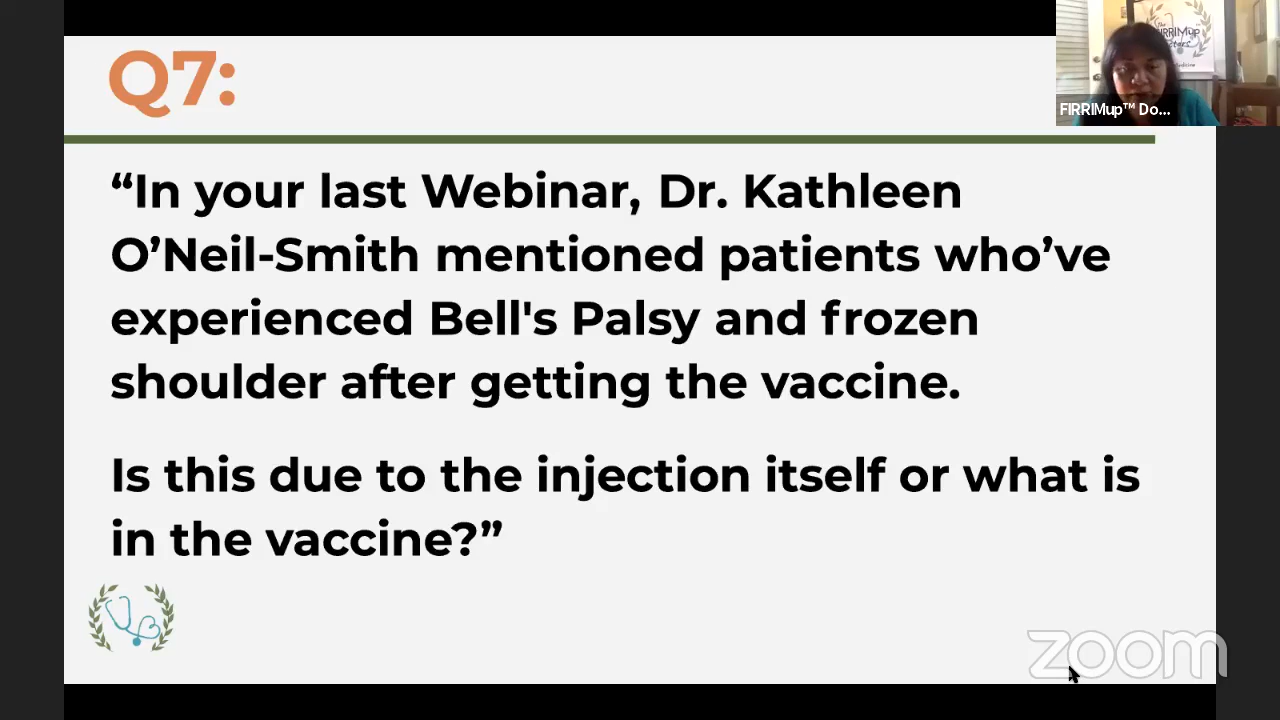 Q7:
FIRRIMup™ Do...
“In your last Webinar, Dr. Kathleen
O’Neil-Smith mentioned patients who’ve
experienced Bell's Palsy and frozen
shoulder after getting the vaccine.
Is this due to the injection itself or what is
in the vaccine?”
zoom